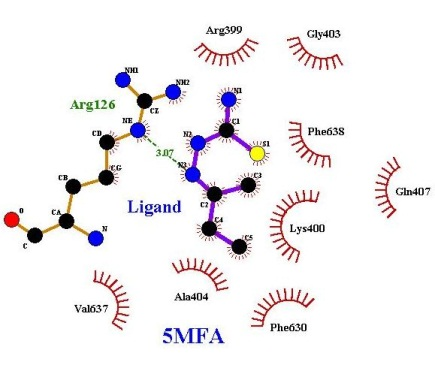 Arg399
Gly403
NH1
NH2
N1
CZ
Arg126
NE
C1
CD
N2
Phe638
S1
3.07
N3
CG
C3
Gln407
CB
C2
Ligand
CA
O
C4
Lys400
N
C
C5
Ala404
Val637
Phe630
5MFA